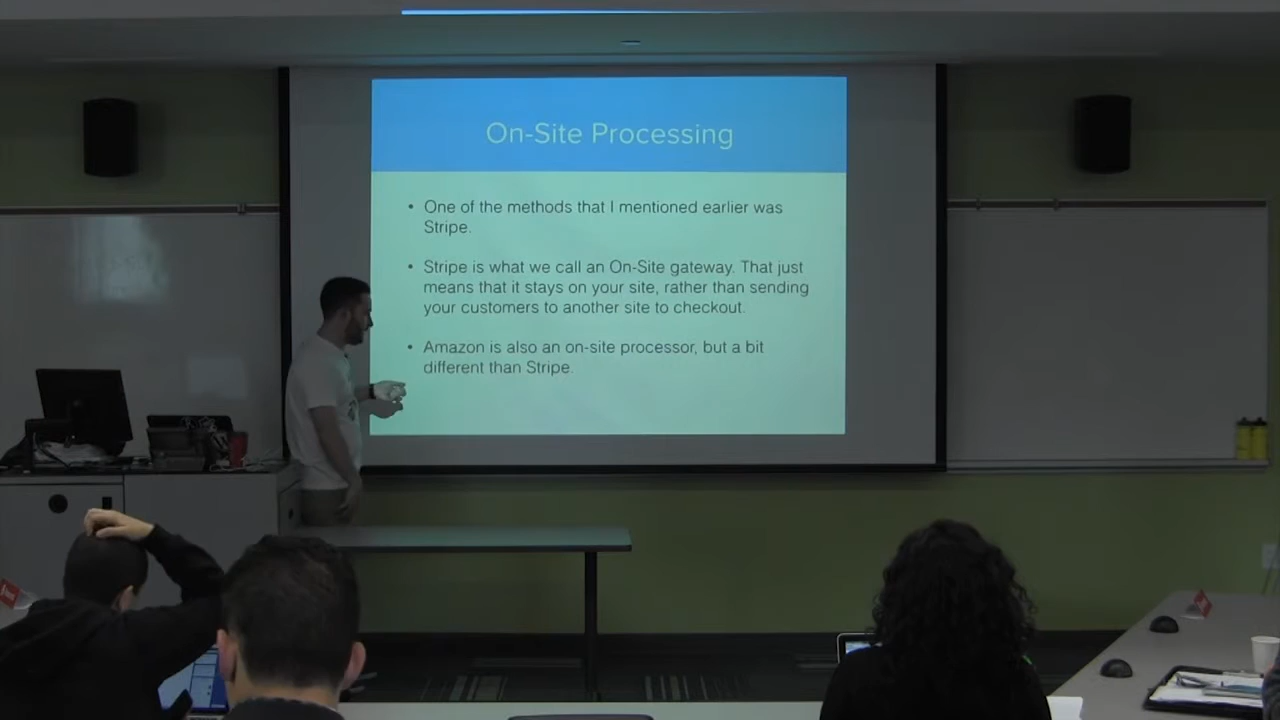 On-Site Processing
• One of the methods that I mentioned earlier was
Stripe.
• Stripe is what we call an On-Site gateway. That just
means that it stays on your site, rather than sending
your customers to another site to checkout.
• Amazon is also an on-site processor, but a bit
different than Stripe.